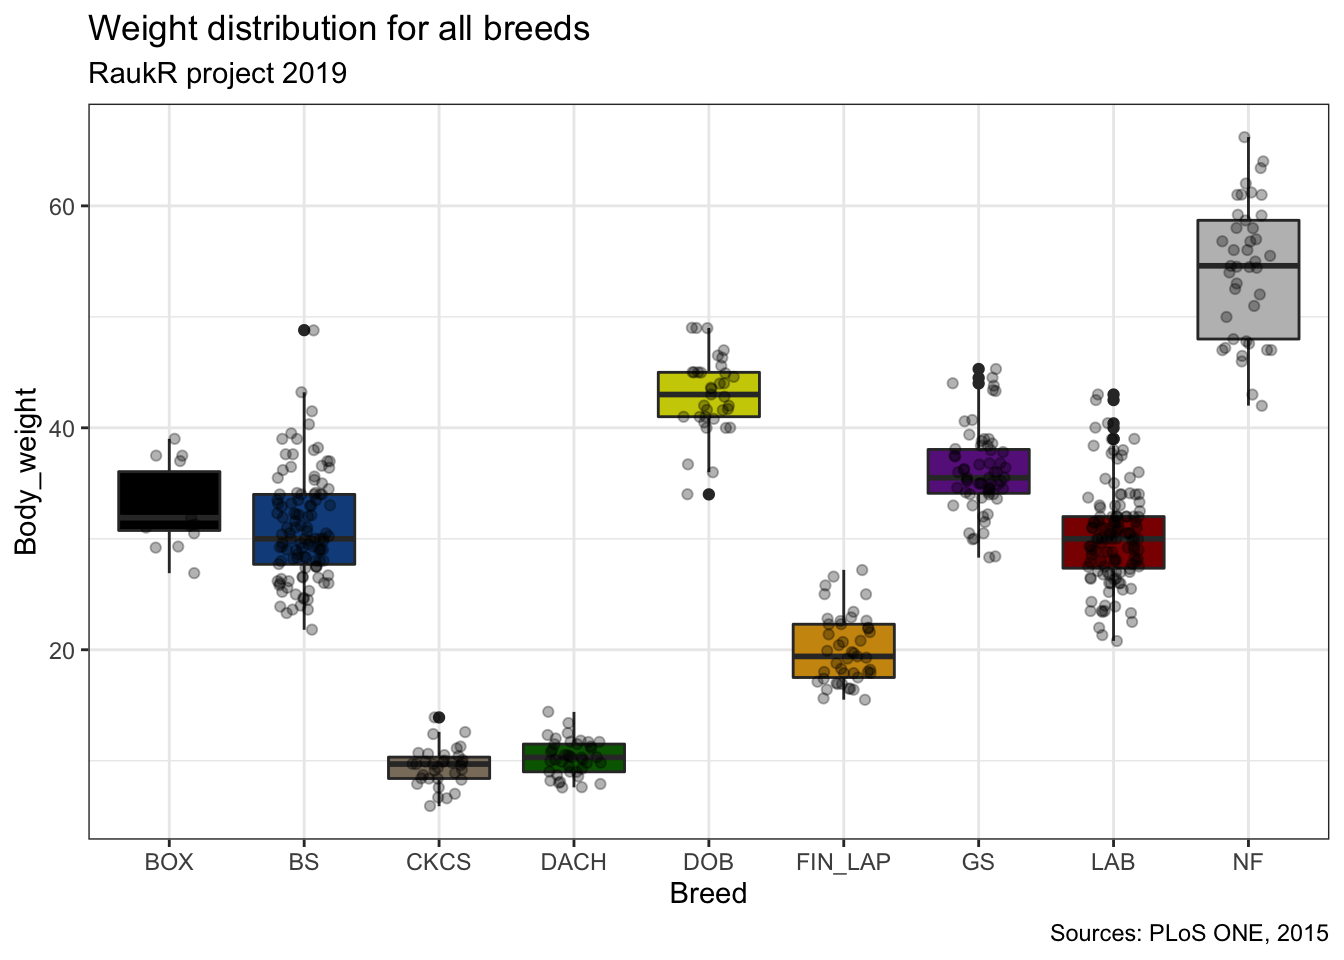 Weight distribution for all breeds
RaukR project 2019
Body_weight
60
40
20
BOX BS CKCS DACH DOB FIN_LAP GS LAB NF
Breed
Sources: PLoS ONE, 2015